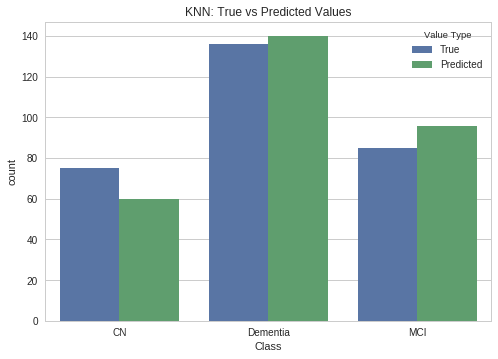 KNN: True vs Predicted Values
Value Type
True
Predicted
140
120
100
80
60
40
20
0
count
CN
Dementia
MCI
Class